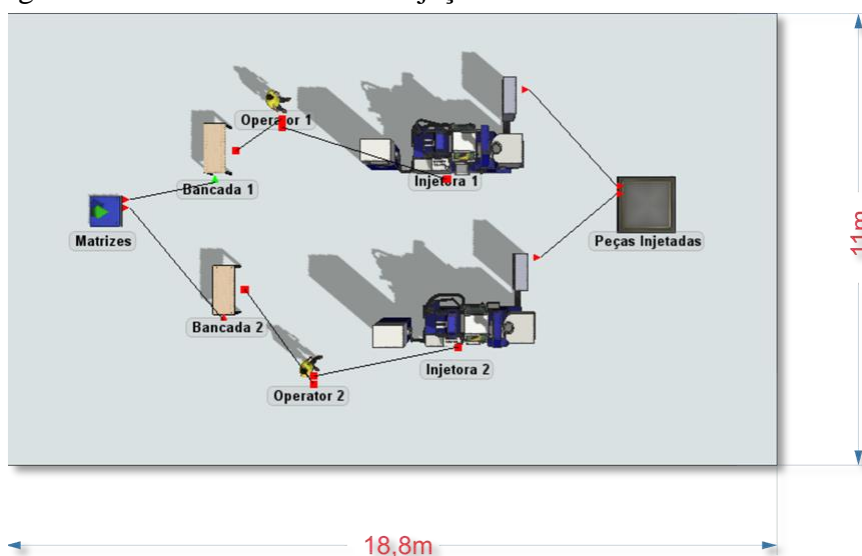 Operator 1
Bancada 1
Injetora 1
Matrizes
Peças Injetadas
11m
Bancada 2
Injetora 2
Operator 2
18,8m